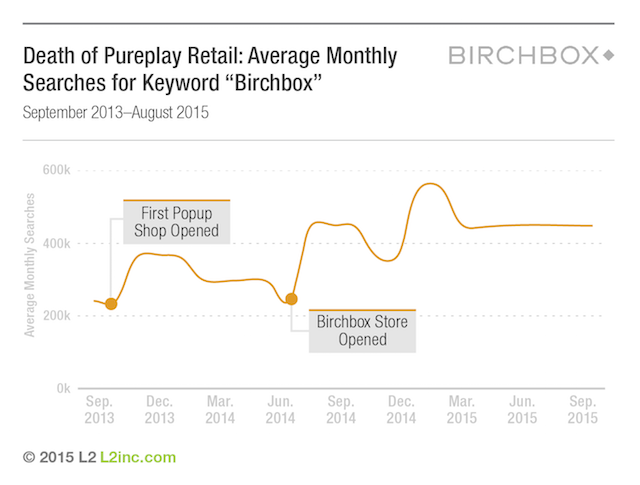 Death of Pureplay Retail: Average Monthly
Searches for Keyword “Birchbox”
BIRCHBOX
September 2013–August 2015
Average Monthly Searches
600k
400k
200k
0k
First Popup
Shop Opened
Birchbox Store
Opened
Sep. Dec. Mar. Jun. Sep. Dec. Mar. Jun. Sep.
2013 2013 2014 2014 2014 2014 2015 2015 2015
© 2015 L2 L2inc.com